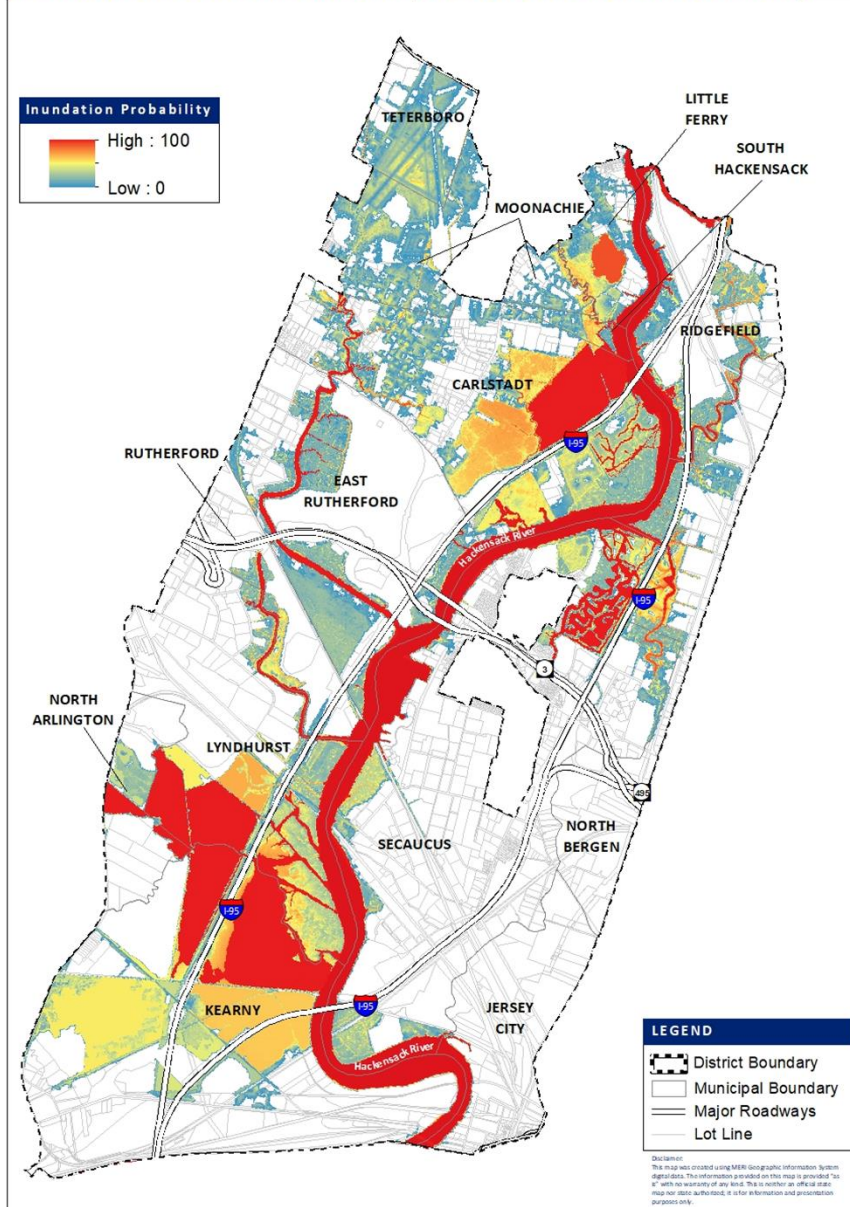 Inundation Probability
High : 100
Low : 0
TETERBORO
LITTLE
FERRY
SOUTH
HACKENSACK
MOONACHIE
RIDGEFIELD
CARLSTADT
I-95
RUTHERFORD
EAST
RUTHERFORD
Hackensack River
I-95
3
NORTH
ARLINGTON
LYNDHURST
495
SECAUCUS
NORTH
BERGEN
I-95
KEARNY
I-95
JERSEY
CITY
Hackensack River
LEGEND
District Boundary
Municipal Boundary
Major Roadways
Lot Line
Disclaimer:
This map was created using MERI Geographic Information System
digital data. The information provided on this map is provided "as
is" with no warranty of any kind. This is neither an official state
map nor state authorized; it is for information and presentation
purposes only.